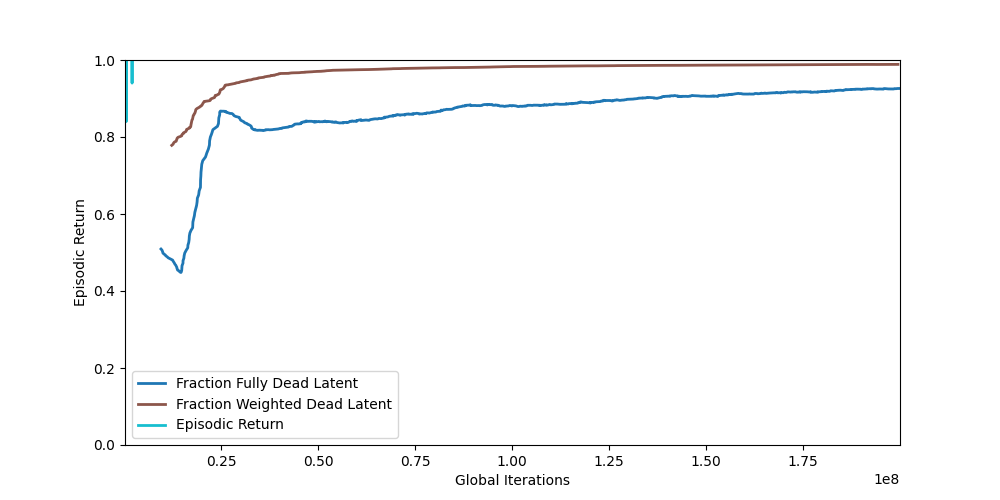 1.0
0.8
0.6
0.4
0.2
0.0
Episodic Return
Fraction Fully Dead Latent
Fraction Weighted Dead Latent
Episodic Return
0.25 0.50 0.75 1.00 1.25 1.50 1.75
1e8
Global Iterations